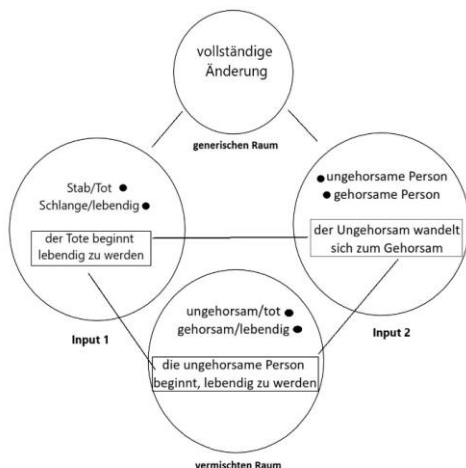 vollständige
Änderung
generischen Raum
Stab/Tot
Schlange/lebendig
der Tote beginnt
lebendig zu werden
Input 1
ungehorsame Person
gehorsame Person
der Ungehorsam wandelt
sich zum Gehorsam
Input 2
ungehorsam/tot
gehorsam/lebendig
die ungehorsame Person
beginnt, lebendig zu werden
vermischten Raum